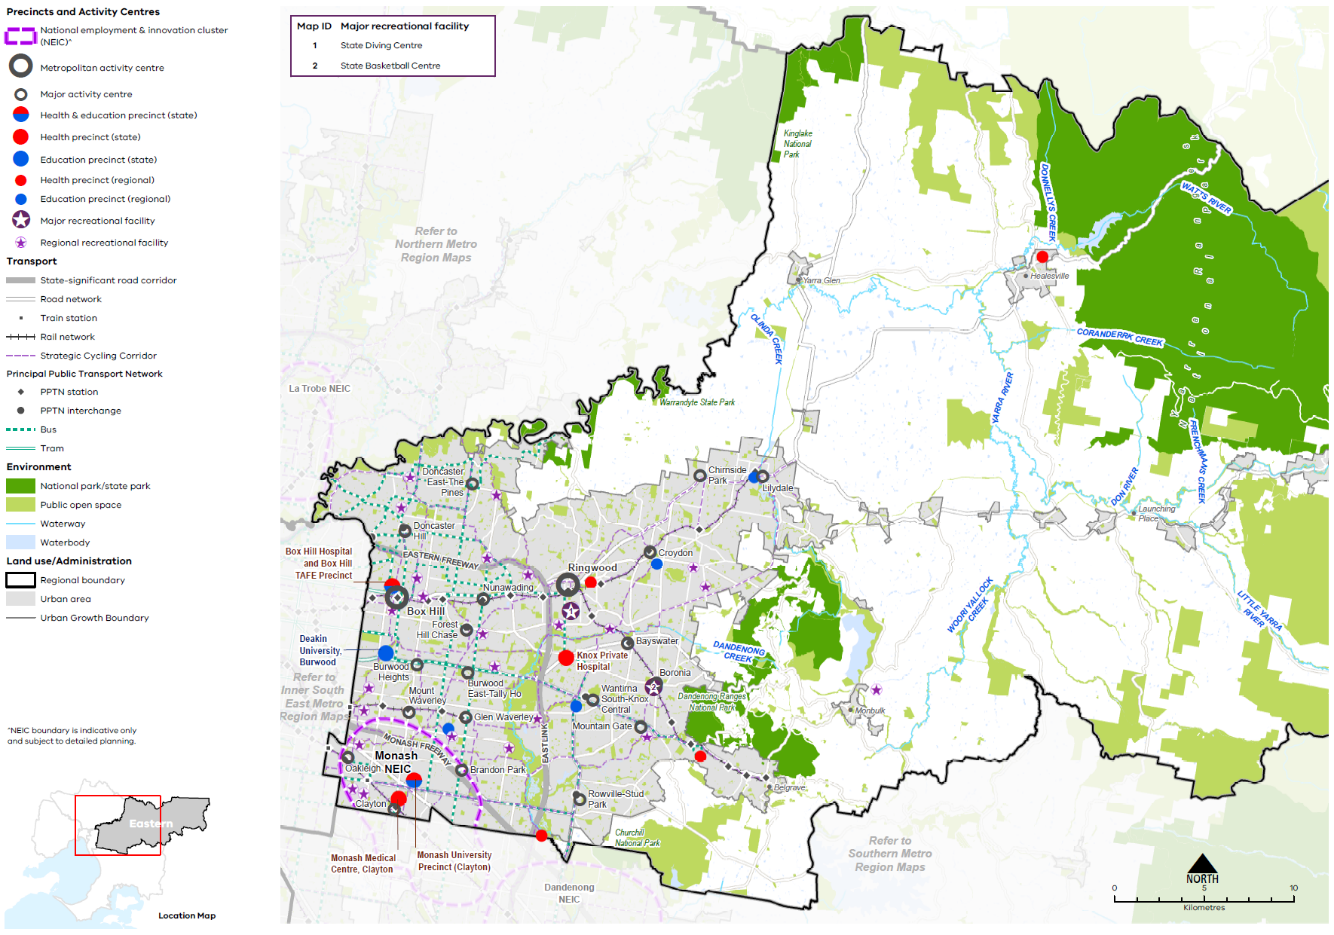 Precincts and Activity Centres
National employment & innovation cluster
(NEIC)^
Metropolitan activity centre
Major activity centre
Health & education precinct (state)
Health precinct (state)
Education precinct (state)
Health precinct (regional)
Education precinct (regional)
Major recreational facility
Regional recreational facility
Transport
State-significant road corridor
Road network
Train station
Rail network
Strategic Cycling Corridor
Principal Public Transport Network
PPTN station
PPTN interchange
Bus
Tram
Environment
National park/state park
Public open space
Waterway
Waterbody
Land use/Administration
Regional boundary
Urban area
Urban Growth Boundary
^NEIC boundary is indicative only
and subject to detailed planning.
Eastern
Location Map
Map ID Major recreational facility
1 State Diving Centre
2 State Basketball Centre
Kinglake
National
Park
Refer to
Northern Metro
Region Maps
DONNELLYS CREEK
WATTS RIVER
Healesville
Yarra Glen
OLINDA CREEK
CORANDERRK CREEK
La Trobe NEIC
Warrandyte State Park
YARRA RIVER
FRENCHMANS CREEK
DON RIVER
Launching
Place
Doncaster
East-The
Pines
Chirnside
Park
Lilydale
Doncaster
Hill
EASTERN FREEWAY
Box Hill Hospital
and Box Hill
TAFE Precinct
Croydon
Ringwood
Nunawading
1
Box Hill
Forest
Hill Chase
WOORI YALLOCK
CREEK
LITTLE YARRA
RIVER
Deakin
University,
Burwood
Bayswater
DANDENONG
CREEK
Knox Private
Hospital
Burwood
Heights
Boronia
2
Refer to
Inner South
East Metro
Region Maps
Burwood
East-Tally Ho
Mount
Waverley
Wantirna
South-Knox
Central
Dandenong Ranges
National Park
Monbulk
Glen Waverley
Mountain Gate
EASTLINK
MONASH FREEWAY
Monash
NEIC
Oakleigh
Brandon Park
Belgrave
Clayton
Rowville-Stud
Park
Churchill
National Park
Monash Medical
Centre, Clayton
Monash University
Precinct (Clayton)
Refer to
Southern Metro
Region Maps
Dandenong
NEIC
NORTH
0 5 10
Kilometres